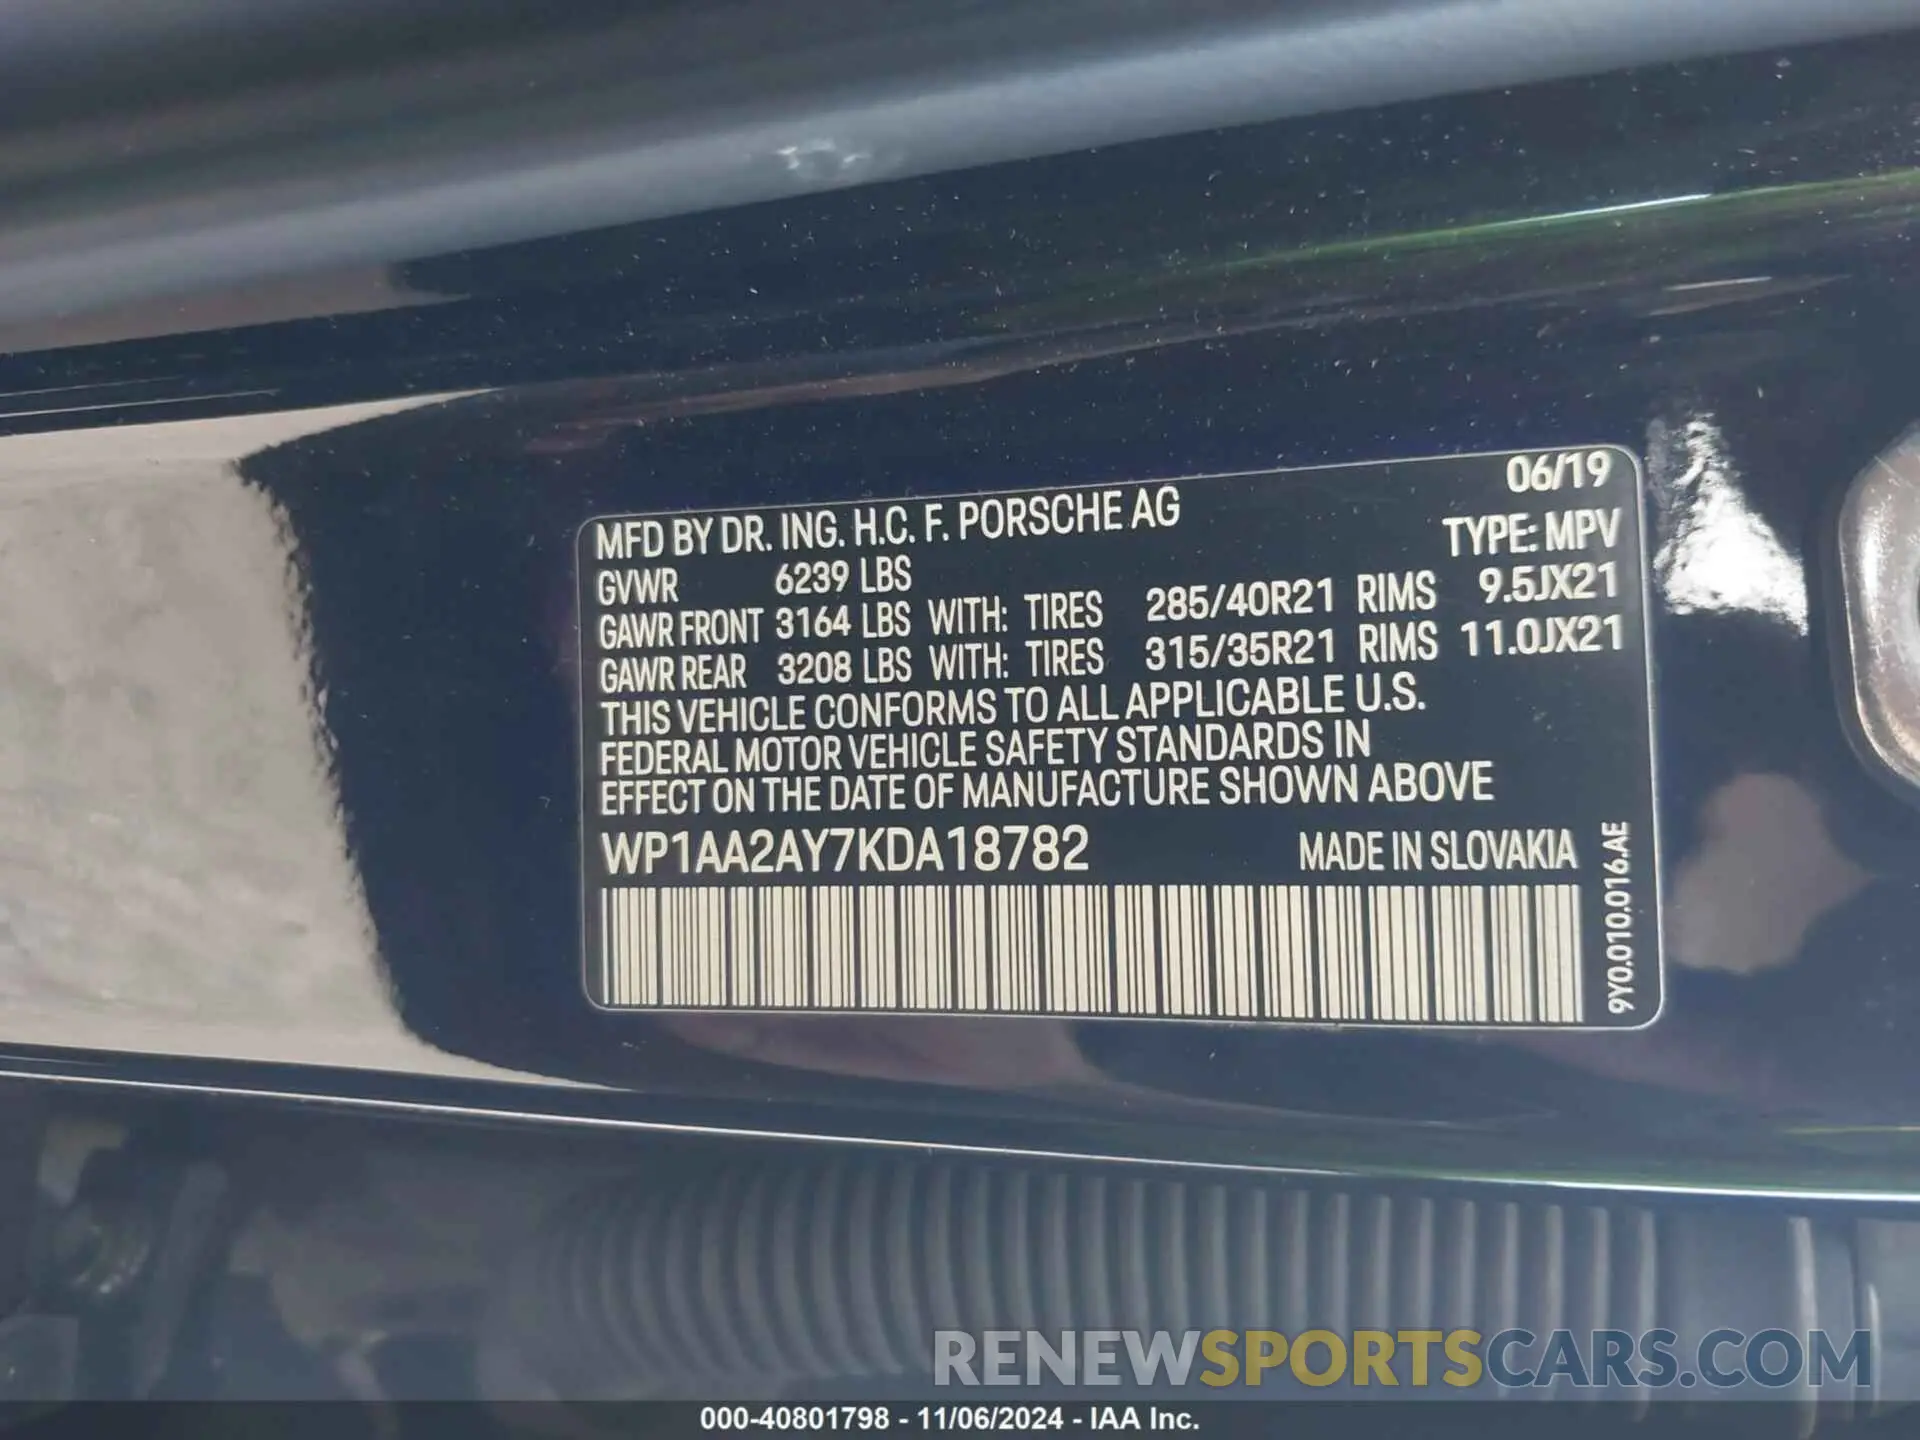 06/19
MFD BY DR. ING. H.C. F. PORSCHE AG TYPE: MPV
GVWR 6239 LBS
GAWR FRONT 3164 LBS WITH: TIRES 285/40R21 RIMS 9.5JX21
GAWR REAR 3208 LBS WITH: TIRES 315/35R21 RIMS 11.0JX21
THIS VEHICLE CONFORMS TO ALL APPLICABLE U.S.
FEDERAL MOTOR VEHICLE SAFETY STANDARDS IN
EFFECT ON THE DATE OF MANUFACTURE SHOWN ABOVE
WP1AA2AY7KDA18782 MADE IN SLOVAKIA
9Y0.010.016.AE
RENEWSPORTSCARS.COM
000-40801798 - 11/06/2024 - IAA Inc.